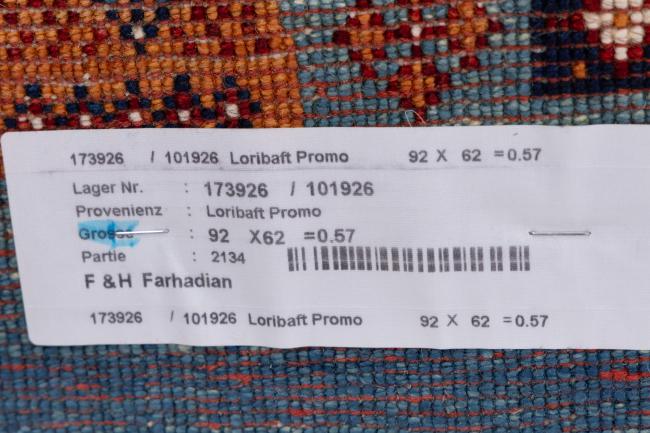 173926 / 101926 Loribaft Promo 92 X 62 =0.57
Lager Nr. : 173926 / 101926
Provenienz : Loribaft Promo
Grosse : 92 X62 =0.57
Partie : 2134
F &H Farhadian
173926 / 101926 Loribaft Promo 92 X 62 =0.57